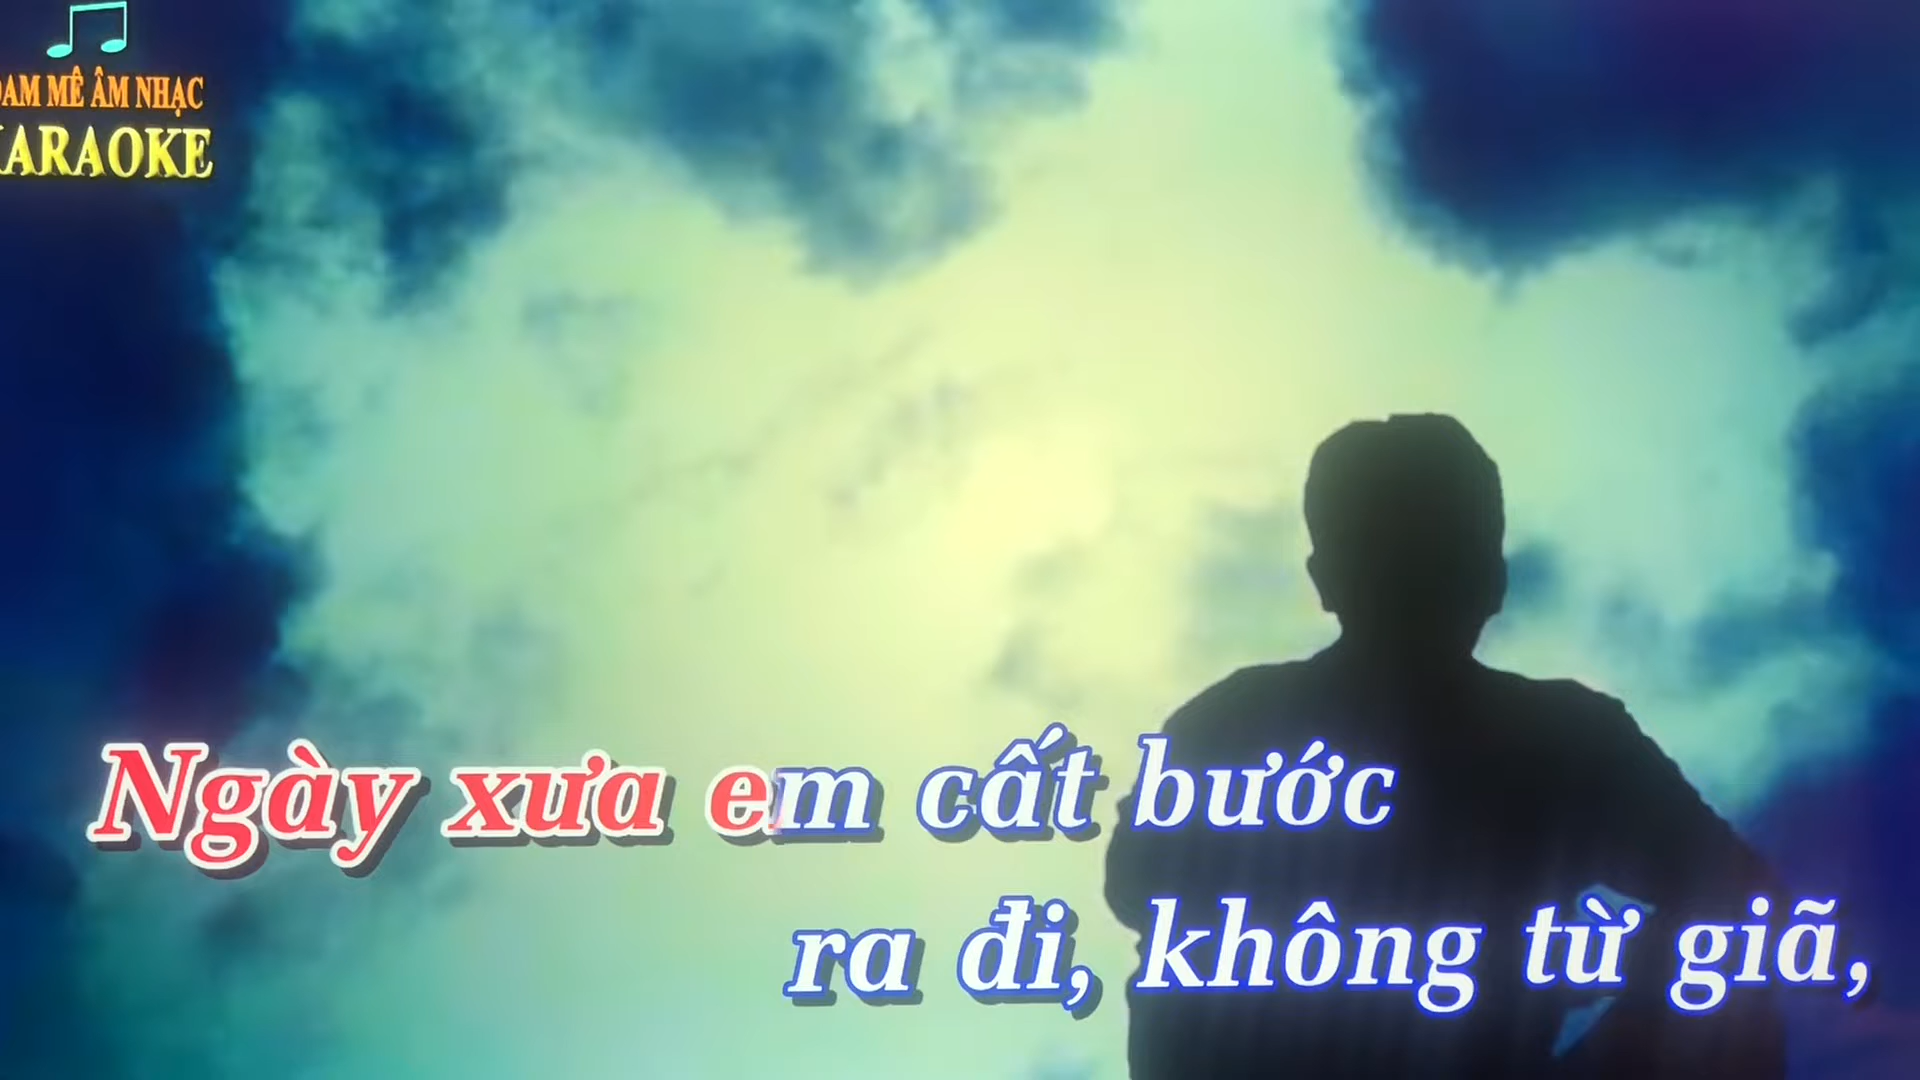 ĐAM MÊ ÂM NHẠC
KARAOKE
Ngày xưa em cất bước
ra đi, không từ giã,